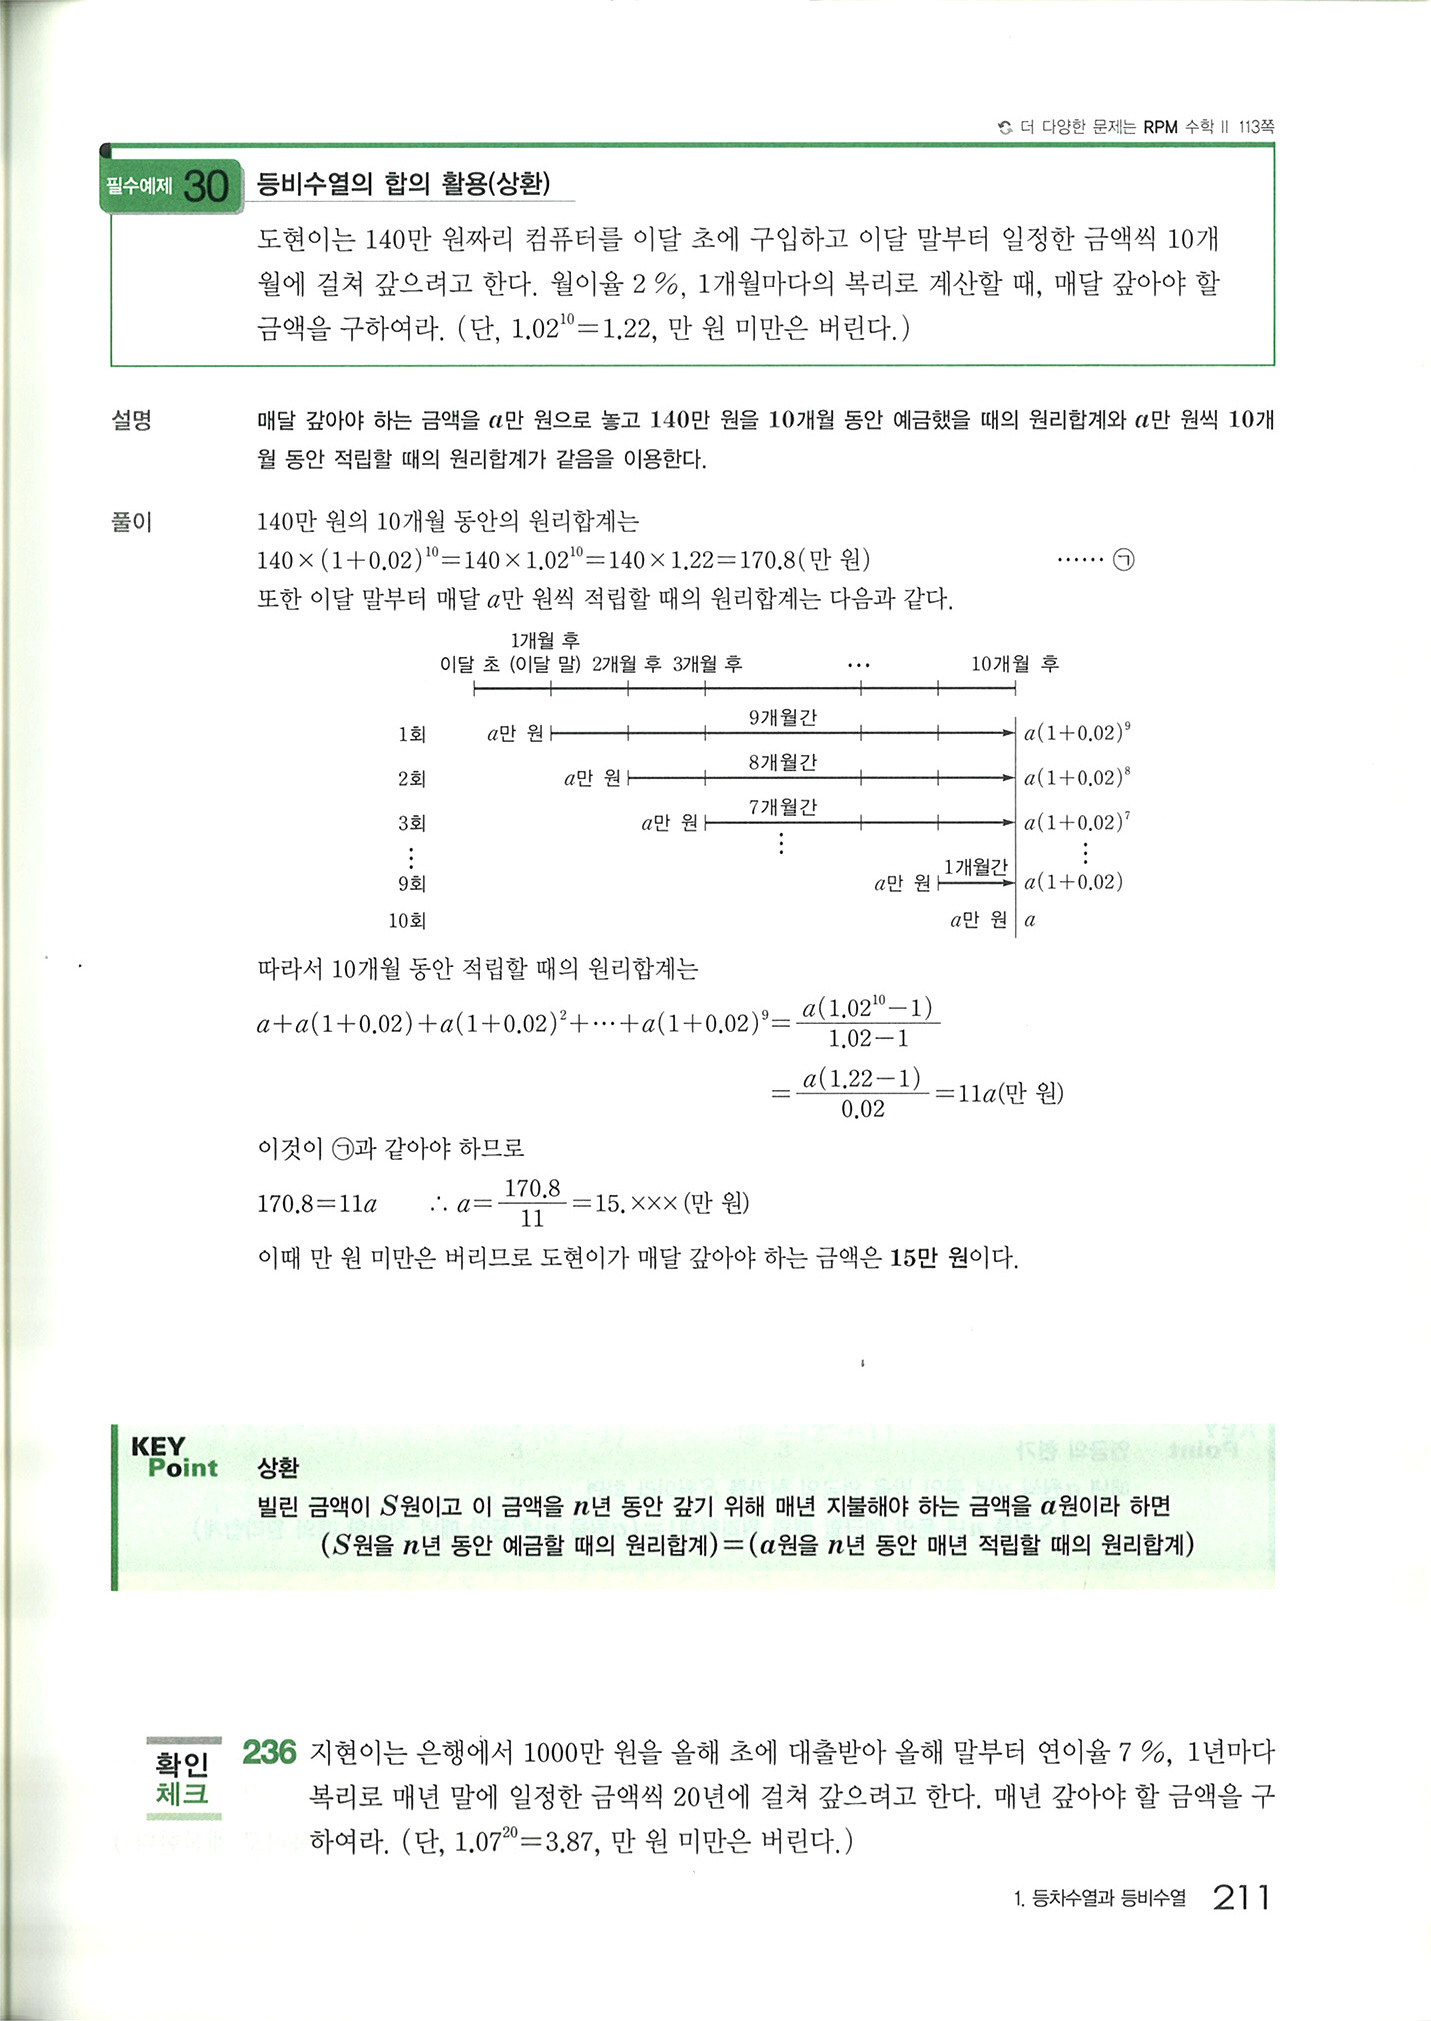 더 다양한 문제는 RPM 수학 II 113쪽
필수예제 30 등비수열의 합의 활용(상환)
도현이는 140만 원짜리 컴퓨터를 이달 초에 구입하고 이달 말부터 일정한 금액씩 10개
월에 걸쳐 갚으려고 한다. 월이율 2 %, 1개월마다의 복리로 계산할 때, 매달 갚아야 할
금액을 구하여라. (단, 1.02¹⁰=1.22, 만 원 미만은 버린다.)
설명 매달 갚아야 하는 금액을 a만 원으로 놓고 140만 원을 10개월 동안 예금했을 때의 원리합계와 a만 원씩 10개
월 동안 적립할 때의 원리합계가 같음을 이용한다.
풀이 140만 원의 10개월 동안의 원리합계는
140×(1+0.02)¹⁰=140×1.02¹⁰=140×1.22=170.8(만 원) …… ㉠
또한 이달 말부터 매달 a만 원씩 적립할 때의 원리합계는 다음과 같다.
1개월 후
이달 초 (이달 말) 2개월 후 3개월 후 … 10개월 후
9개월간
1회 a만 원 a(1+0.02)⁹
8개월간
2회 a만 원 a(1+0.02)⁸
7개월간
3회 a만 원 a(1+0.02)⁷
⋮ ⋮ ⋮
1개월간
9회 a만 원 a(1+0.02)
10회 a만 원 a
따라서 10개월 동안 적립할 때의 원리합계는
a+a(1+0.02)+a(1+0.02)²+…+a(1+0.02)⁹= a(1.02¹⁰−1) / 1.02−1
= a(1.22−1) / 0.02 =11a(만 원)
이것이 ㉠과 같아야 하므로
170.8=11a ∴ a= 170.8 / 11 =15.×××(만 원)
이때 만 원 미만은 버리므로 도현이가 매달 갚아야 하는 금액은 15만 원이다.
KEY
Point 상환
빌린 금액이 S원이고 이 금액을 n년 동안 갚기 위해 매년 지불해야 하는 금액을 a원이라 하면
(S원을 n년 동안 예금할 때의 원리합계)=(a원을 n년 동안 매년 적립할 때의 원리합계)
확인
체크
236 지현이는 은행에서 1000만 원을 올해 초에 대출받아 올해 말부터 연이율 7 %, 1년마다
복리로 매년 말에 일정한 금액씩 20년에 걸쳐 갚으려고 한다. 매년 갚아야 할 금액을 구
하여라. (단, 1.07²⁰=3.87, 만 원 미만은 버린다.)
1. 등차수열과 등비수열 211